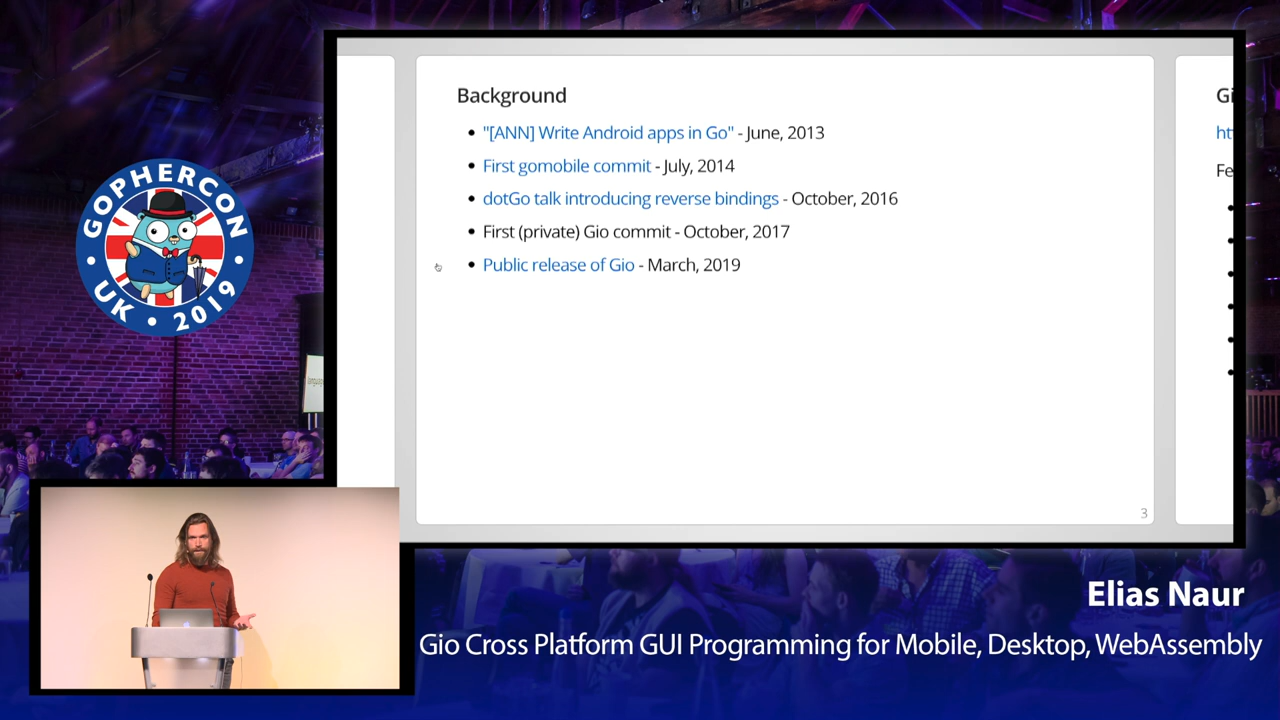 GOPHERCON
UK • 2019
Background
• "[ANN] Write Android apps in Go" - June, 2013
• First gomobile commit - July, 2014
• dotGo talk introducing reverse bindings - October, 2016
• First (private) Gio commit - October, 2017
• Public release of Gio - March, 2019
3
Gi
Fe
Elias Naur
Gio Cross Platform GUI Programming for Mobile, Desktop, WebAssembly